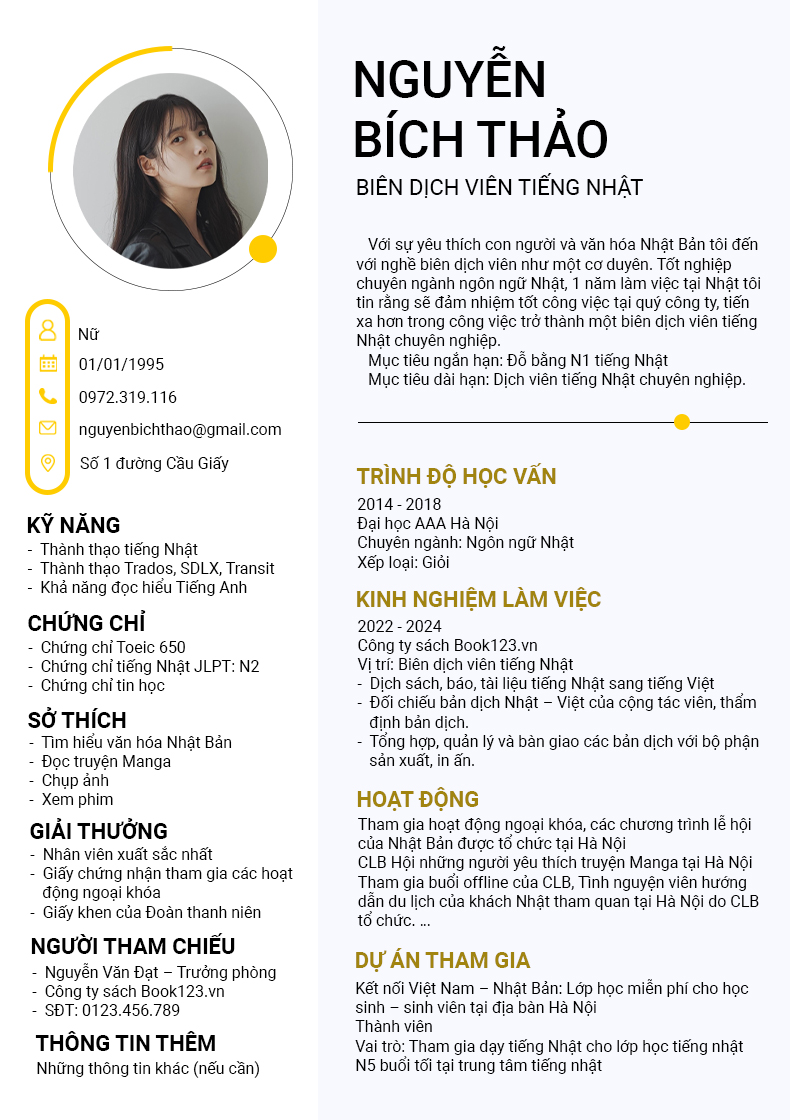 NGUYỄN
BÍCH THẢO
BIÊN DỊCH VIÊN TIẾNG NHẬT
Với sự yêu thích con người và văn hóa Nhật Bản tôi đến
với nghề biên dịch viên như một cơ duyên. Tốt nghiệp
chuyên ngành ngôn ngữ Nhật, 1 năm làm việc tại Nhật tôi
tin rằng sẽ đảm nhiệm tốt công việc tại quý công ty, tiến
xa hơn trong công việc trở thành một biên dịch viên tiếng
Nhật chuyên nghiệp.
Mục tiêu ngắn hạn: Đỗ bằng N1 tiếng Nhật
Mục tiêu dài hạn: Dịch viên tiếng Nhật chuyên nghiệp.
Nữ
01/01/1995
0972.319.116
nguyenbichthao@gmail.com
Số 1 đường Cầu Giấy
KỸ NĂNG
- Thành thạo tiếng Nhật
- Thành thạo Trados, SDLX, Transit
- Khả năng đọc hiểu Tiếng Anh
CHỨNG CHỈ
- Chứng chỉ Toeic 650
- Chứng chỉ tiếng Nhật JLPT: N2
- Chứng chỉ tin học
SỞ THÍCH
- Tìm hiểu văn hóa Nhật Bản
- Đọc truyện Manga
- Chụp ảnh
- Xem phim
GIẢI THƯỞNG
- Nhân viên xuất sắc nhất
- Giấy chứng nhận tham gia các hoạt
động ngoại khóa
- Giấy khen của Đoàn thanh niên
NGƯỜI THAM CHIẾU
- Nguyễn Văn Đạt – Trưởng phòng
- Công ty sách Book123.vn
- SĐT: 0123.456.789
THÔNG TIN THÊM
Những thông tin khác (nếu cần)
TRÌNH ĐỘ HỌC VẤN
2014 - 2018
Đại học AAA Hà Nội
Chuyên ngành: Ngôn ngữ Nhật
Xếp loại: Giỏi
KINH NGHIỆM LÀM VIỆC
2022 - 2024
Công ty sách Book123.vn
Vị trí: Biên dịch viên tiếng Nhật
- Dịch sách, báo, tài liệu tiếng Nhật sang tiếng Việt
- Đối chiếu bản dịch Nhật – Việt của cộng tác viên, thẩm
định bản dịch.
- Tổng hợp, quản lý và bàn giao các bản dịch với bộ phận
sản xuất, in ấn.
HOẠT ĐỘNG
Tham gia hoạt động ngoại khóa, các chương trình lễ hội
của Nhật Bản được tổ chức tại Hà Nội
CLB Hội những người yêu thích truyện Manga tại Hà Nội
Tham gia buổi offline của CLB, Tình nguyện viên hướng
dẫn du lịch của khách Nhật tham quan tại Hà Nội do CLB
tổ chức. ...
DỰ ÁN THAM GIA
Kết nối Việt Nam – Nhật Bản: Lớp học miễn phí cho học
sinh – sinh viên tại địa bàn Hà Nội
Thành viên
Vai trò: Tham gia dạy tiếng Nhật cho lớp học tiếng nhật
N5 buổi tối tại trung tâm tiếng nhật